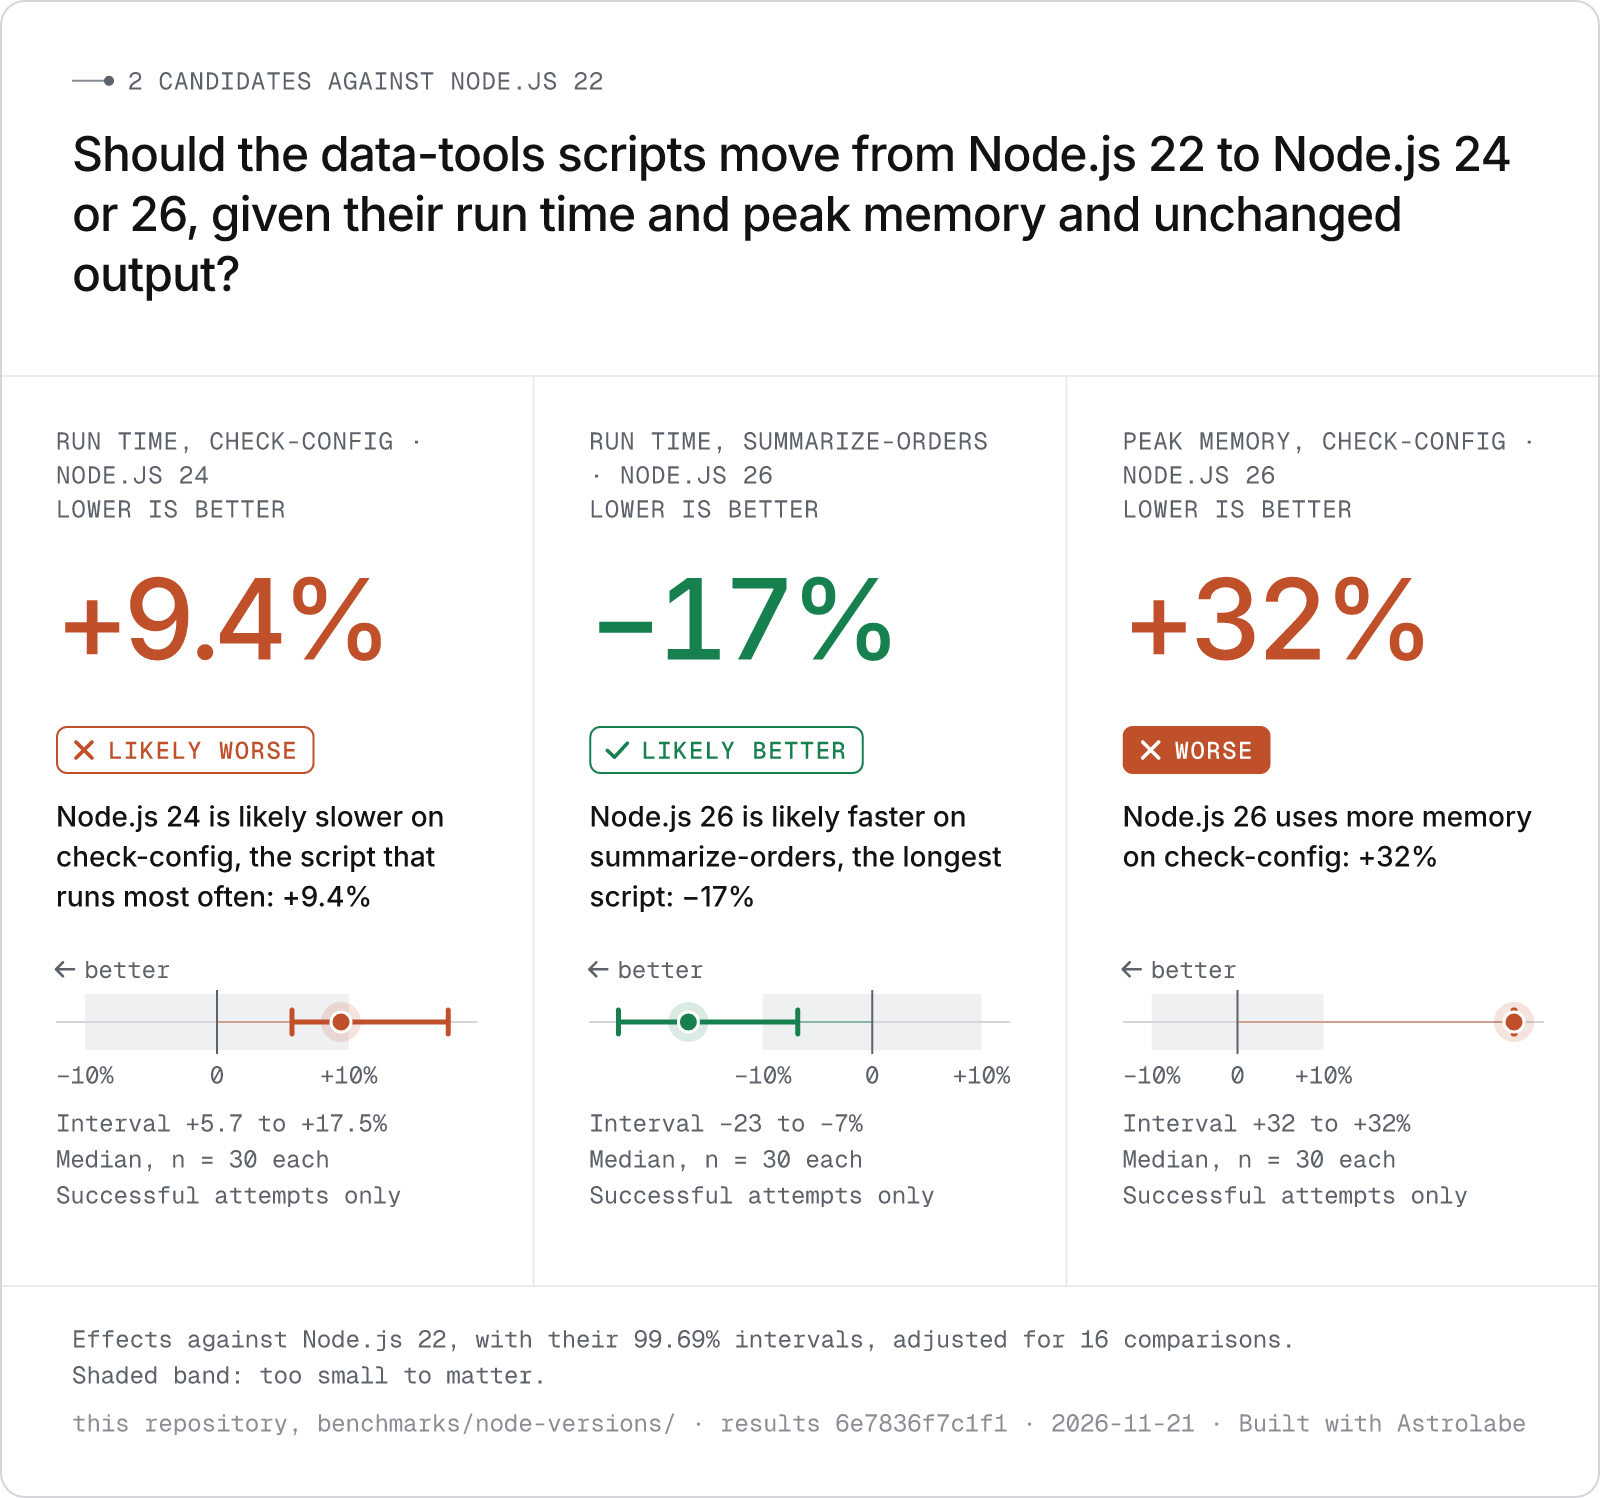 2 CANDIDATES AGAINST NODE.JS 22
Should the data-tools scripts move from Node.js 22 to Node.js 24
or 26, given their run time and peak memory and unchanged
output?
RUN TIME, CHECK-CONFIG ·
NODE.JS 24
LOWER IS BETTER
+9.4%
LIKELY WORSE
Node.js 24 is likely slower on
check-config, the script that
runs most often: +9.4%
← better
−10% 0 +10%
Interval +5.7 to +17.5%
Median, n = 30 each
Successful attempts only
RUN TIME, SUMMARIZE-ORDERS
· NODE.JS 26
LOWER IS BETTER
−17%
LIKELY BETTER
Node.js 26 is likely faster on
summarize-orders, the longest
script: −17%
← better
−10% 0 +10%
Interval −23 to −7%
Median, n = 30 each
Successful attempts only
PEAK MEMORY, CHECK-CONFIG ·
NODE.JS 26
LOWER IS BETTER
+32%
WORSE
Node.js 26 uses more memory
on check-config: +32%
← better
−10% 0 +10%
Interval +32 to +32%
Median, n = 30 each
Successful attempts only
Effects against Node.js 22, with their 99.69% intervals, adjusted for 16 comparisons.
Shaded band: too small to matter.
this repository, benchmarks/node-versions/ · results 6e7836f7c1f1 · 2026-11-21 · Built with Astrolabe